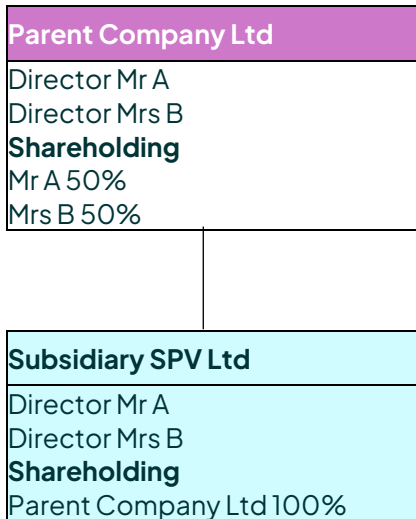 Parent Company Ltd
Director Mr A
Director Mrs B
Shareholding
Mr A 50%
Mrs B 50%
Subsidiary SPV Ltd
Director Mr A
Director Mrs B
Shareholding
Parent Company Ltd 100%